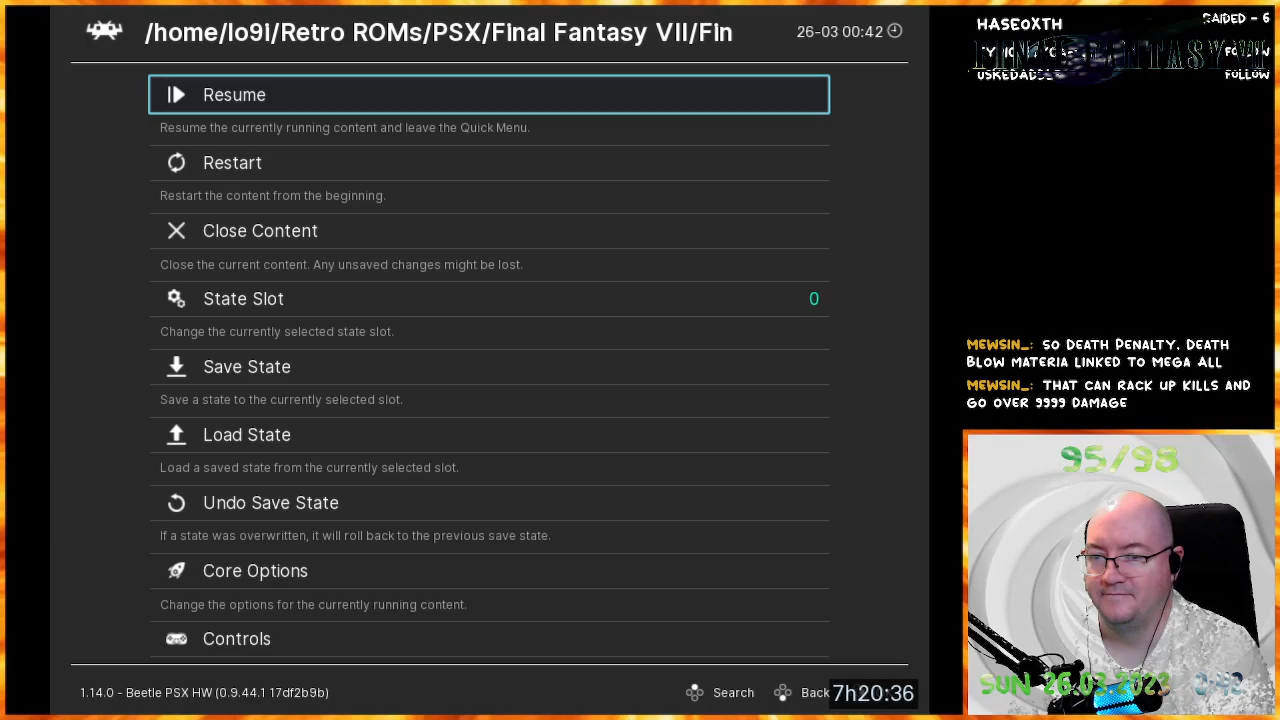 /home/lo9i/Retro ROMs/PSX/Final Fantasy VII/Fin
26-03 00:42
Resume
Resume the currently running content and leave the Quick Menu.
Restart
Restart the content from the beginning.
Close Content
Close the current content. Any unsaved changes might be lost.
State Slot 0
Change the currently selected state slot.
Save State
Save a state to the currently selected slot.
Load State
Load a saved state from the currently selected slot.
Undo Save State
If a state was overwritten, it will roll back to the previous save state.
Core Options
Change the options for the currently running content.
Controls
1.14.0 - Beetle PSX HW (0.9.44.1 17df2b9b)
Search
Back
7h20:36
HASEOXTH RAIDED - 6
FINAL FANTASY VII
FOLLOW
FOLLOW
MEWSIN_: SO DEATH PENALTY. DEATH
BLOW MATERIA LINKED TO MEGA ALL
MEWSIN_: THAT CAN RACK UP KILLS AND
GO OVER 9999 DAMAGE
95/98
SUN 26.03.2023 0:42